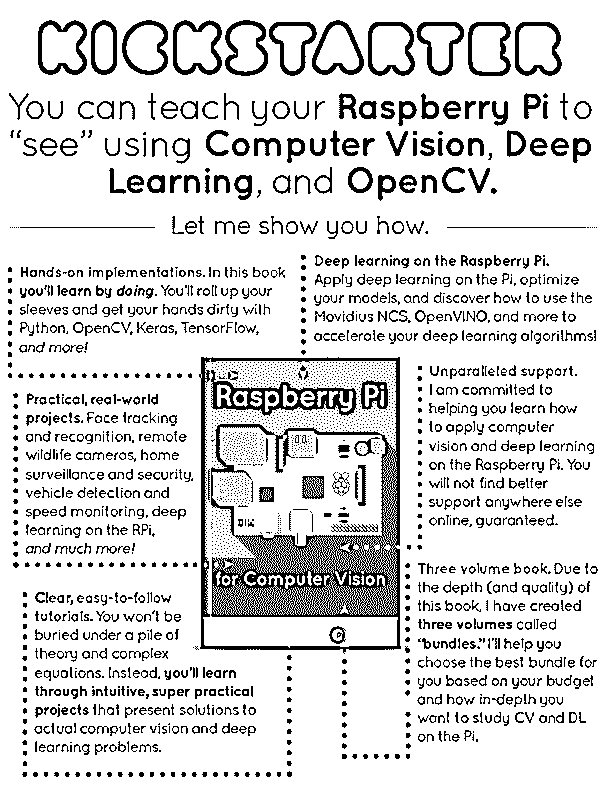 KICKSTARTER
You can teach your Raspberry Pi to
“see” using Computer Vision, Deep
Learning, and OpenCV.
Let me show you how.
Hands-on implementations. In this book
you'll learn by doing. You'll roll up your
sleeves and get your hands dirty with
Python, OpenCV, Keras, TensorFlow,
and more!
Deep learning on the Raspberry Pi.
Apply deep learning on the Pi, optimize
your models, and discover how to use the
Movidius NCS, OpenVINO, and more to
accelerate your deep learning algorithms!
Practical, real-world
projects. Face tracking
and recognition, remote
wildlife cameras, home
surveillance and security,
vehicle detection and
speed monitoring, deep
learning on the RPi,
and much more!
Raspberry Pi
for Computer Vision
Unparalleled support.
I am committed to
helping you learn how
to apply computer
vision and deep learning
on the Raspberry Pi. You
will not find better
support anywhere else
online, guaranteed.
Clear, easy-to-follow
tutorials. You won't be
buried under a pile of
theory and complex
equations. Instead, you'll learn
through intuitive, super practical
projects that present solutions to
actual computer vision and deep
learning problems.
Three volume book. Due to
the depth (and quality) of
this book, I have created
three volumes called
“bundles.” I'll help you
choose the best bundle for
you based on your budget
and how in-depth you
want to study CV and DL
on the Pi.